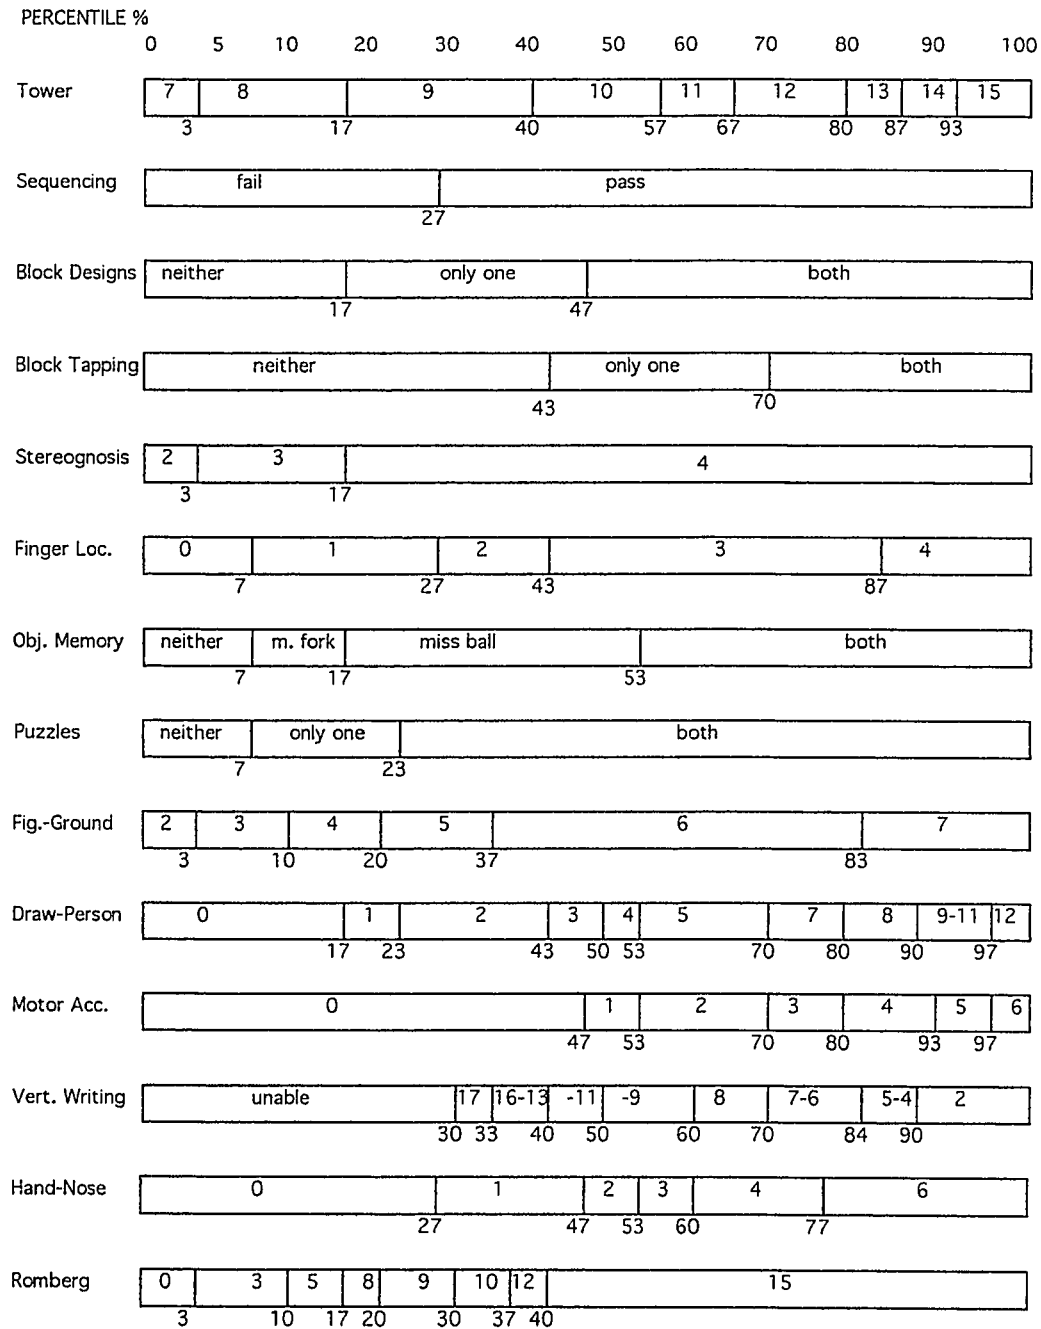 PERCENTILE %
0 5 10 20 30 40 50 60 70 80 90 100
Tower 7 8 9 10 11 12 13 14 15
3 17 40 57 67 80 87 93
Sequencing fail pass
27
Block Designs neither only one both
17 47
Block Tapping neither only one both
43 70
Stereognosis 2 3 4
3 17
Finger Loc. 0 1 2 3 4
7 27 43 87
Obj. Memory neither m. fork miss ball both
7 17 53
Puzzles neither only one both
7 23
Fig.-Ground 2 3 4 5 6 7
3 10 20 37 83
Draw-Person 0 1 2 3 4 5 7 8 9-11 12
17 23 43 50 53 70 80 90 97
Motor Acc. 0 1 2 3 4 5 6
47 53 70 80 93 97
Vert. Writing unable 17 16-13 -11 -9 8 7-6 5-4 2
30 33 40 50 60 70 84 90
Hand-Nose 0 1 2 3 4 6
27 47 53 60 77
Romberg 0 3 5 8 9 10 12 15
3 10 17 20 30 37 40